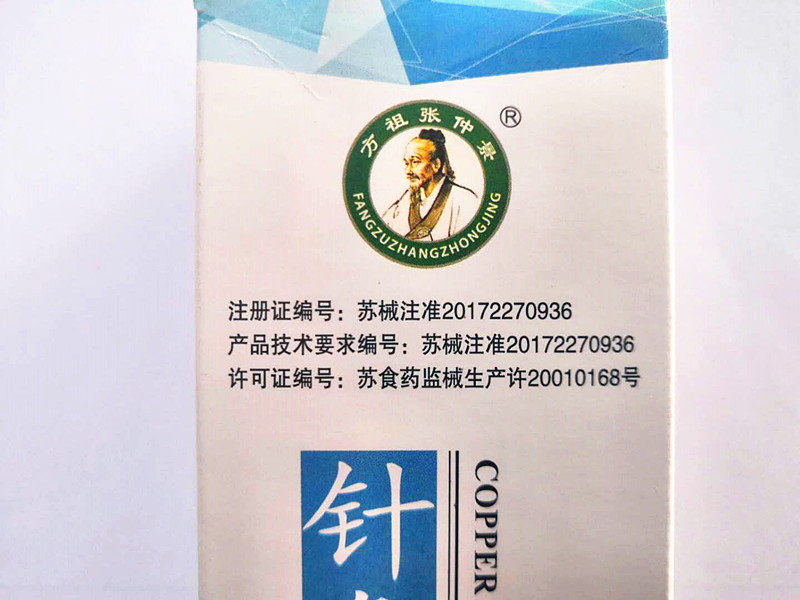 方祖张仲景
®
FANGZUZHANGZHONGJING
注册证编号：苏械注准20172270936
产品技术要求编号：苏械注准20172270936
许可证编号：苏食药监械生产许20010168号
针
COPPER